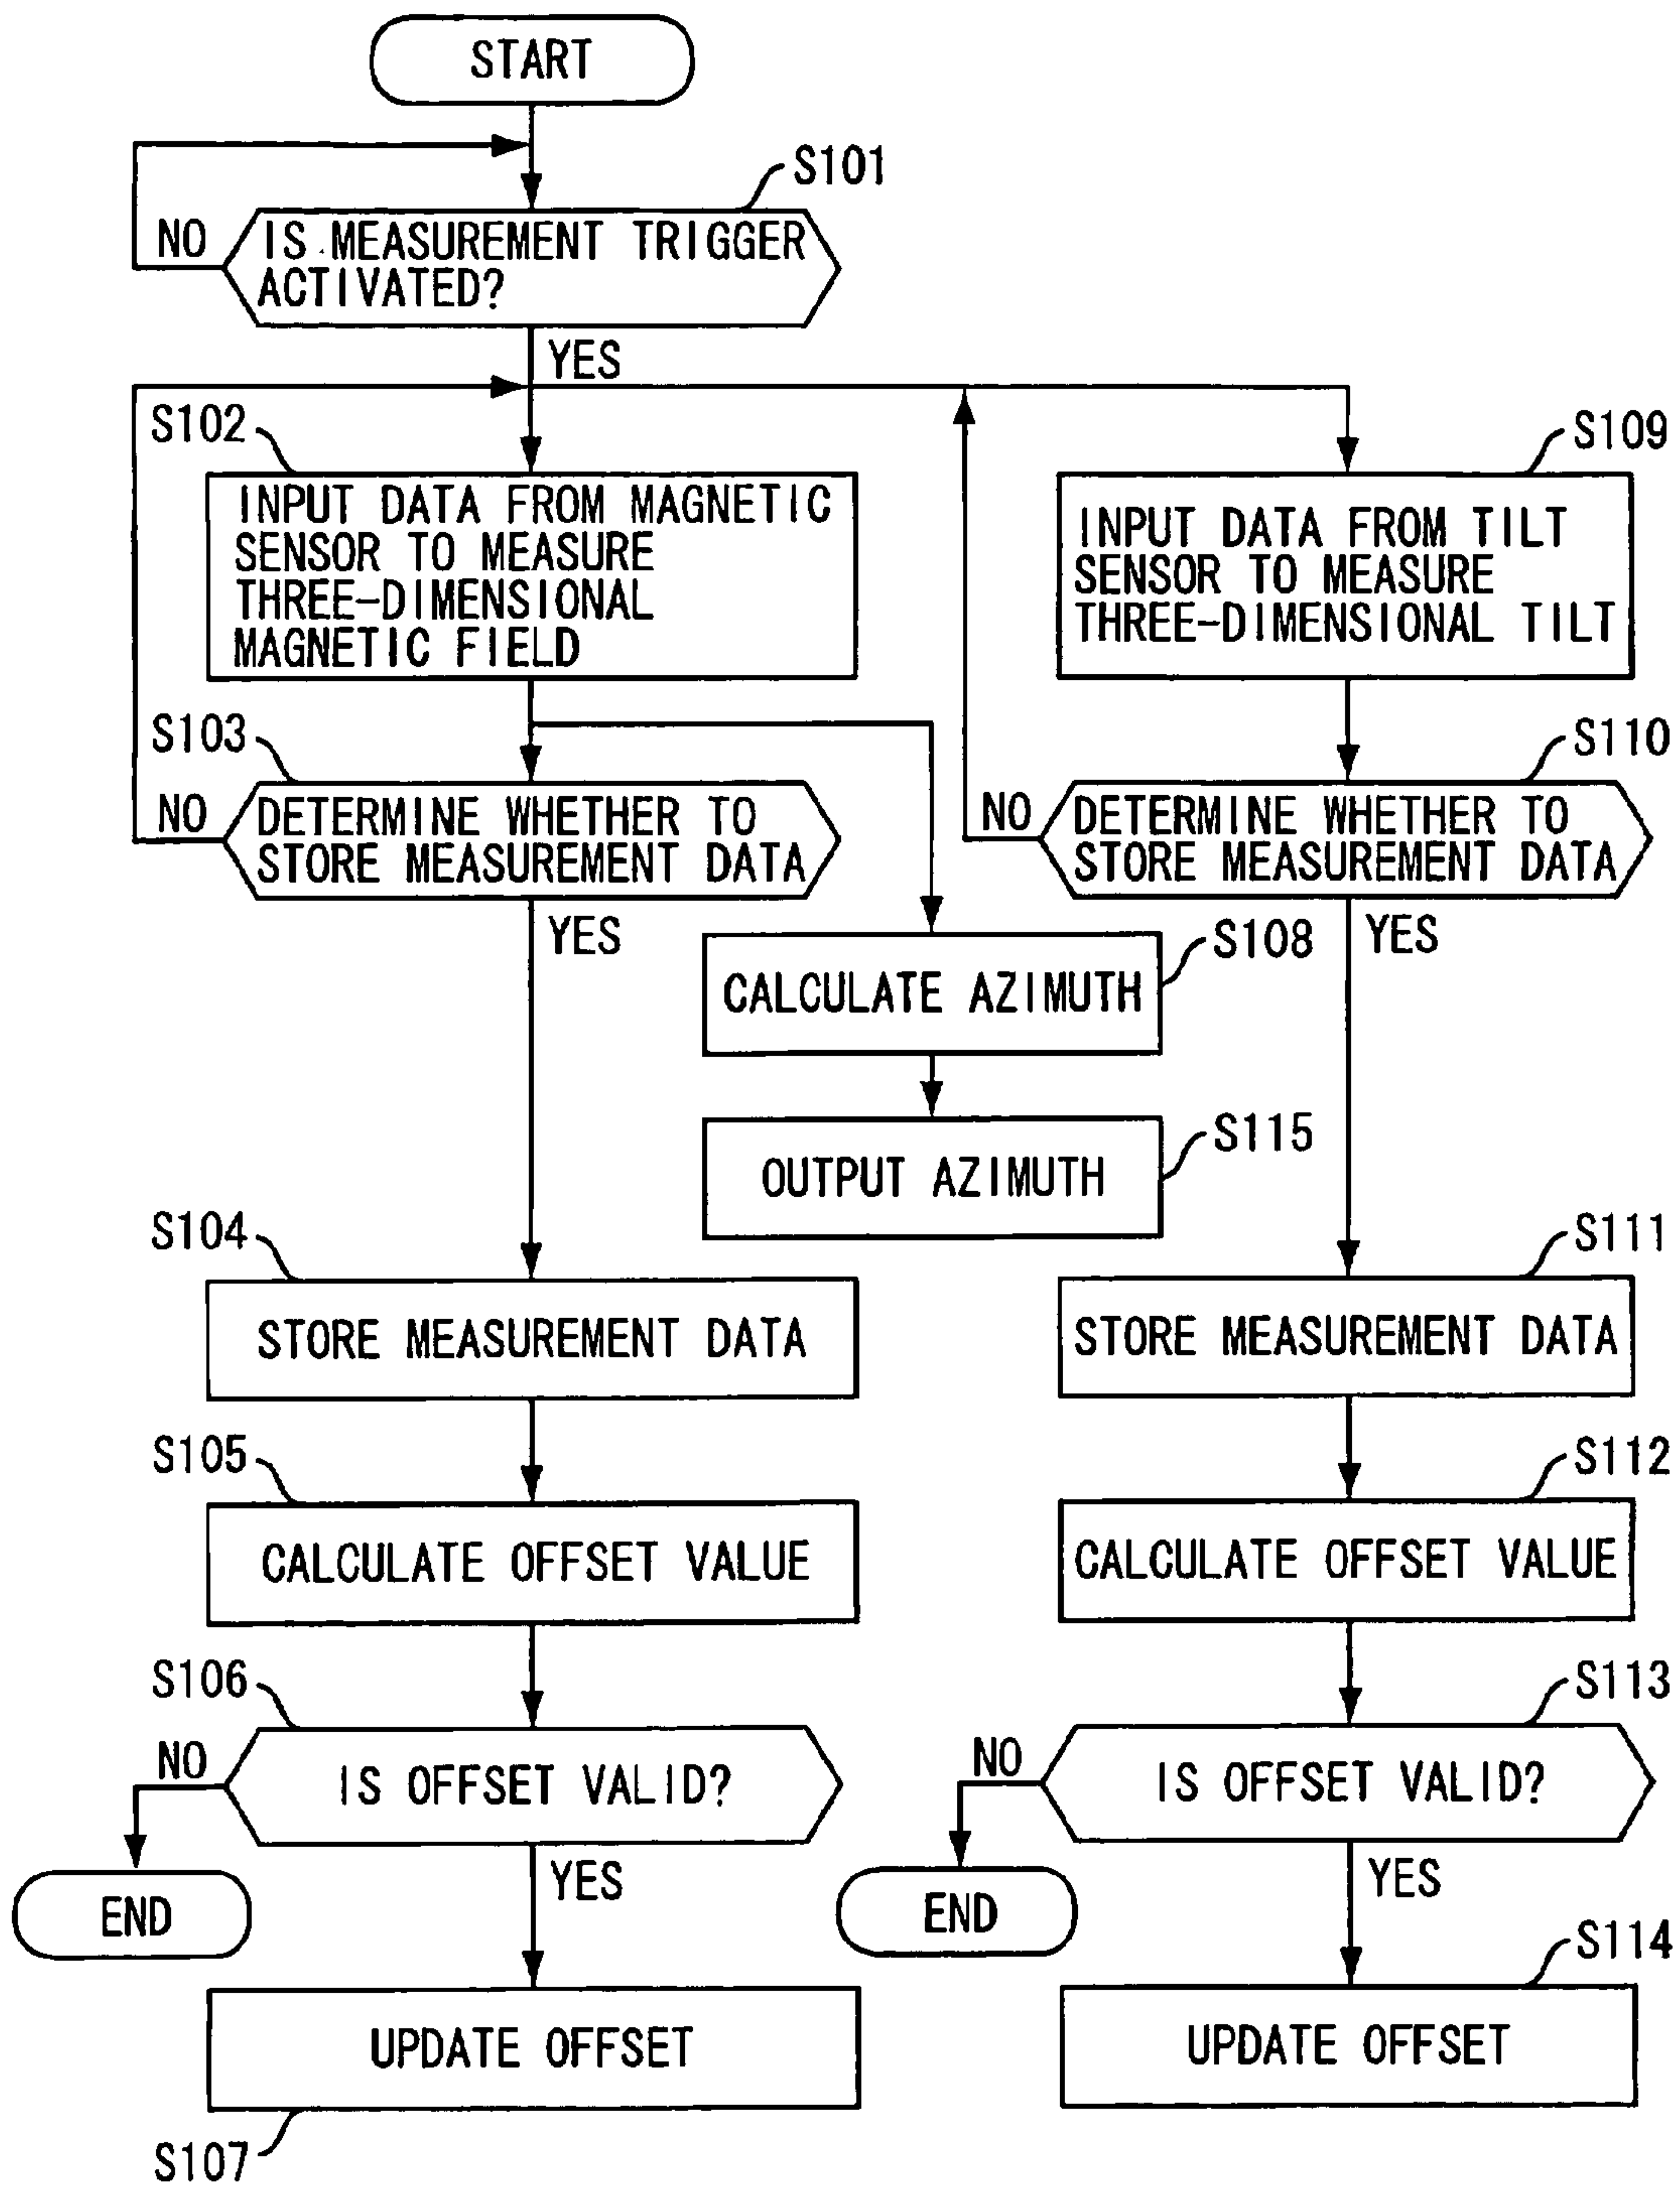 START
S101
NO
IS MEASUREMENT TRIGGER
ACTIVATED?
YES
S102
INPUT DATA FROM MAGNETIC
SENSOR TO MEASURE
THREE-DIMENSIONAL
MAGNETIC FIELD
S109
INPUT DATA FROM TILT
SENSOR TO MEASURE
THREE-DIMENSIONAL TILT
S103
NO
DETERMINE WHETHER TO
STORE MEASUREMENT DATA
YES
S110
NO
DETERMINE WHETHER TO
STORE MEASUREMENT DATA
YES
S108
CALCULATE AZIMUTH
S115
OUTPUT AZIMUTH
S104
STORE MEASUREMENT DATA
S111
STORE MEASUREMENT DATA
S105
CALCULATE OFFSET VALUE
S112
CALCULATE OFFSET VALUE
S106
NO
IS OFFSET VALID?
YES
END
S113
NO
IS OFFSET VALID?
YES
END
UPDATE OFFSET
S107
S114
UPDATE OFFSET